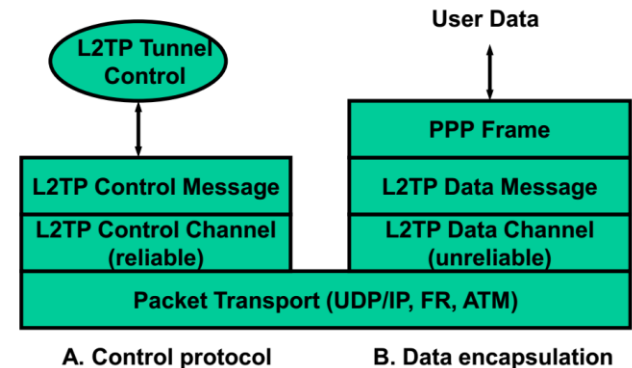 L2TP Tunnel
Control
User Data
PPP Frame
L2TP Control Message
L2TP Data Message
L2TP Control Channel
(reliable)
L2TP Data Channel
(unreliable)
Packet Transport (UDP/IP, FR, ATM)
A. Control protocol
B. Data encapsulation